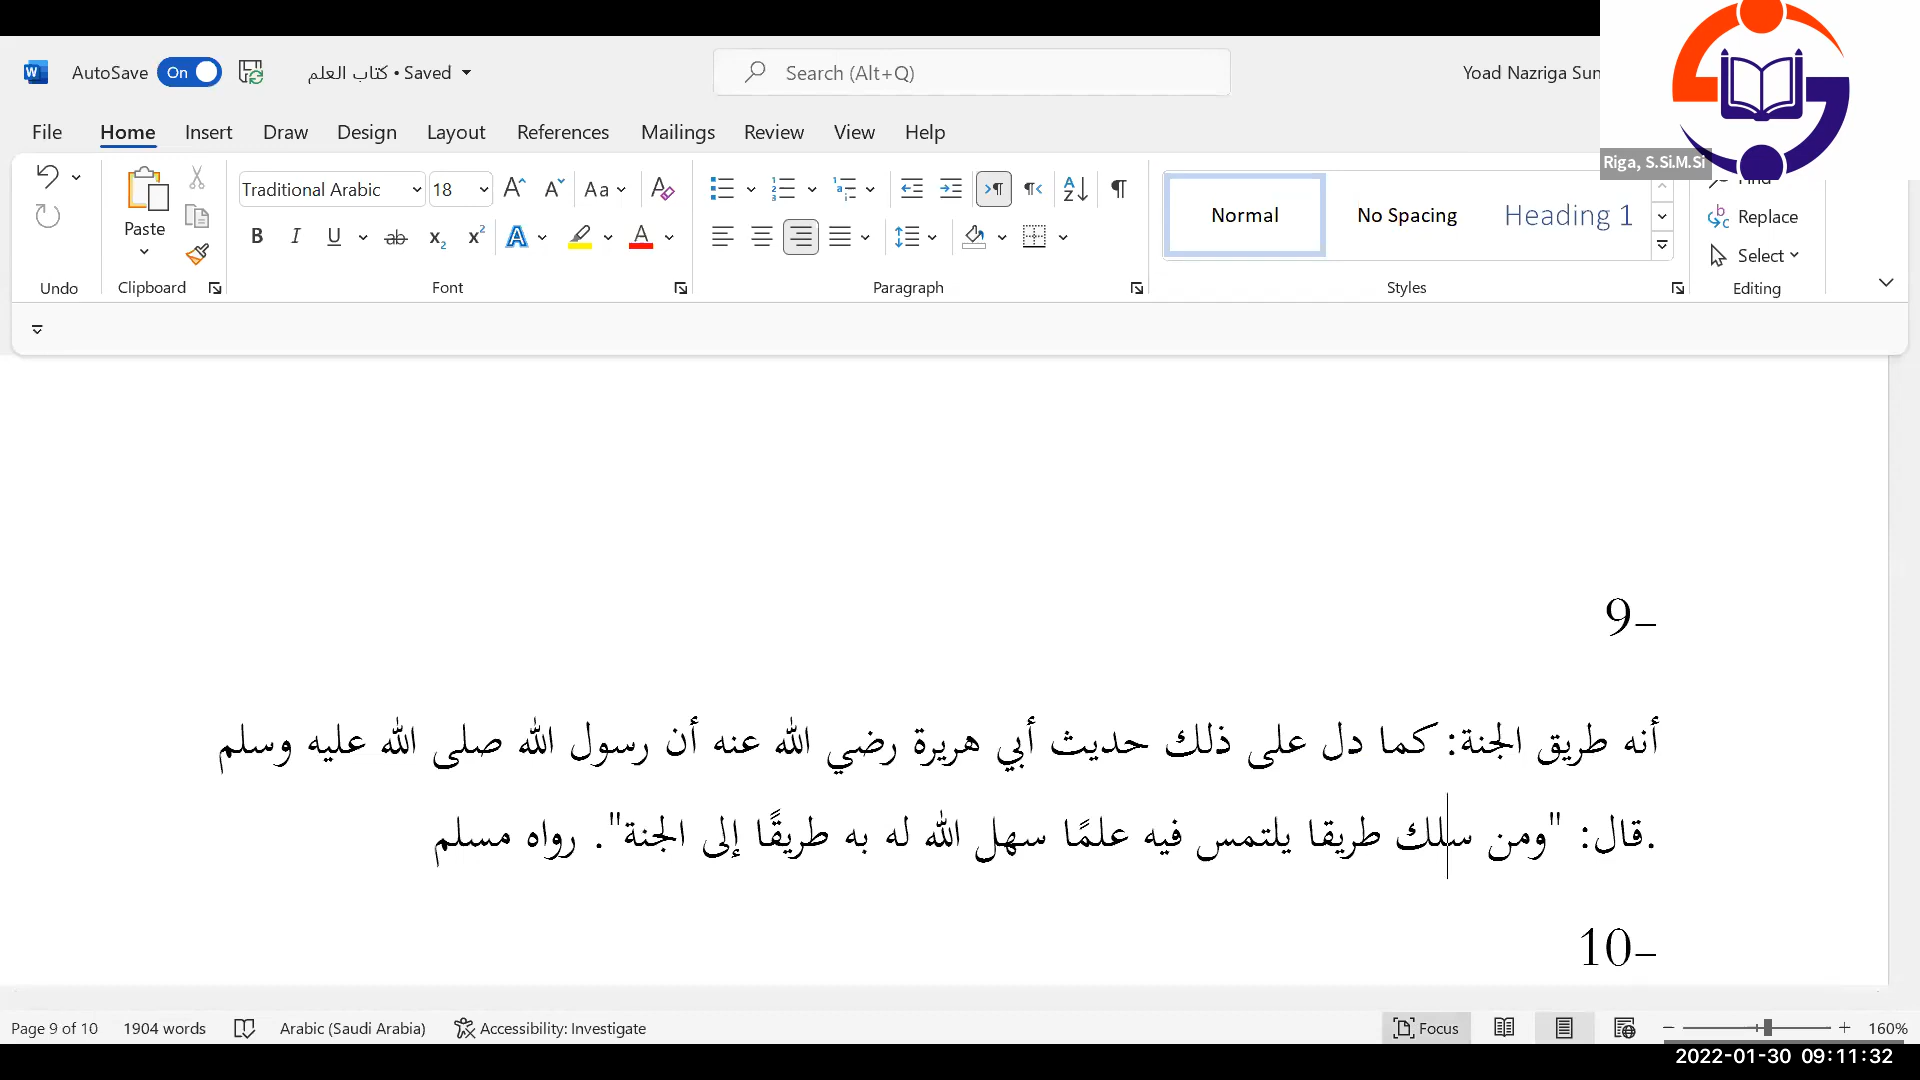 AutoSave On كتاب العلم • Saved Search (Alt+Q) Yoad Nazriga
File Home Insert Draw Design Layout References Mailings Review View Help
Riga, S.Si.M.Si
Traditional Arabic 18 Aa
Paste
B I U ab x₂ x² A A
Normal No Spacing Heading 1
Find
Replace
Select
Undo Clipboard Font Paragraph Styles Editing
9–
أنه طريق الجنة: كما دل على ذلك حديث أبي هريرة رضي الله عنه أن رسول الله صلى الله عليه وسلم
.قال: "ومن سلك طريقا يلتمس فيه علمًا سهل الله له به طريقًا إلى الجنة". رواه مسلم
10–
Page 9 of 10 1904 words Arabic (Saudi Arabia) Accessibility: Investigate Focus 160%
2022-01-30 09:11:32